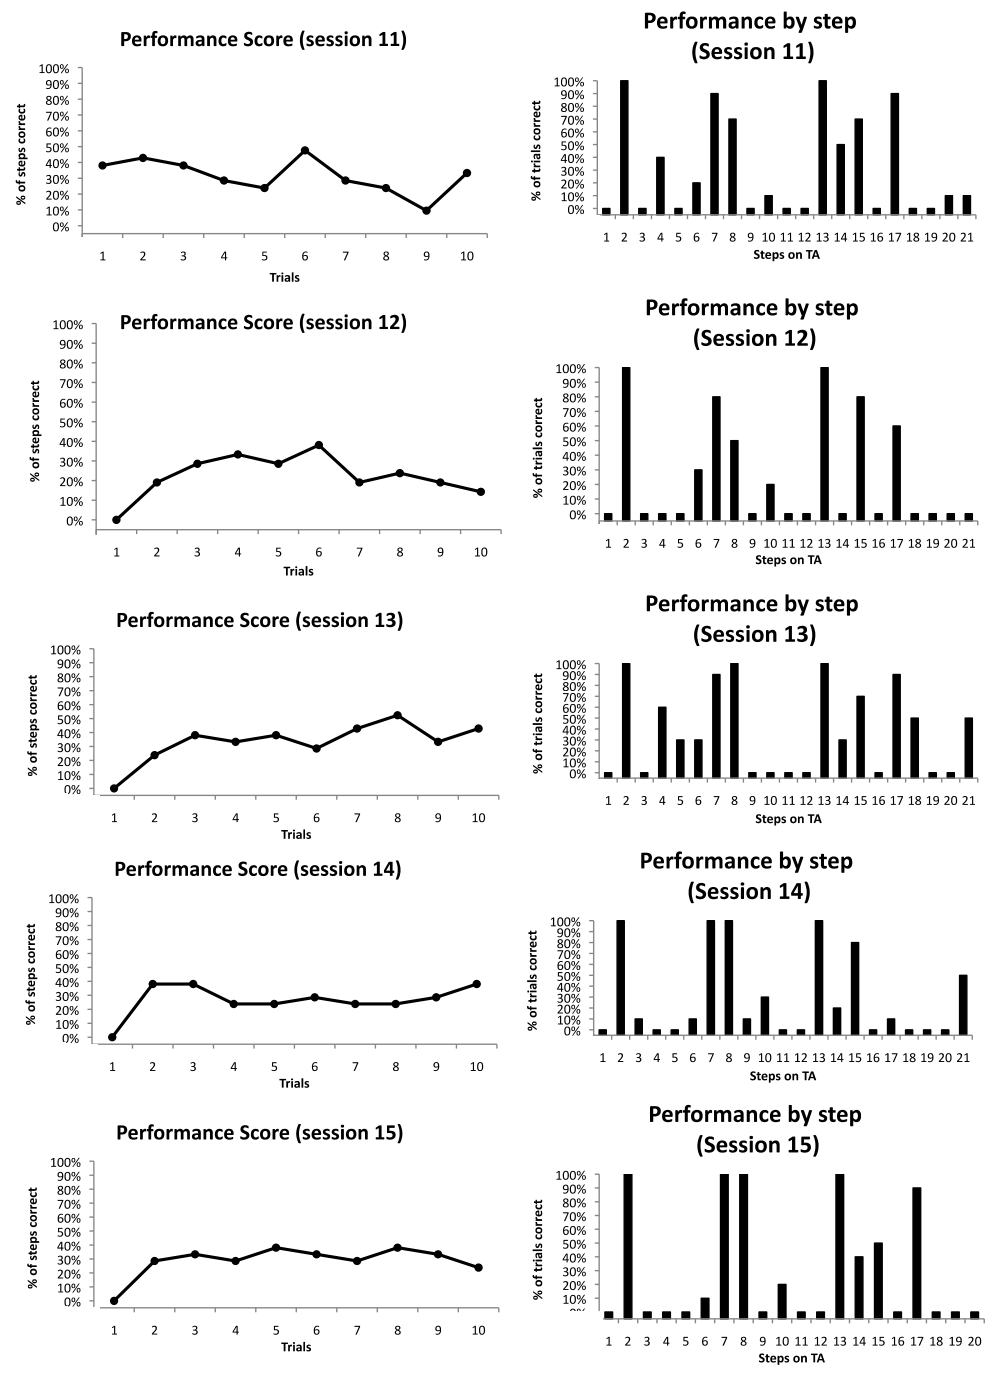 Performance Score (session 11)
% of steps correct
100%
90%
80%
70%
60%
50%
40%
30%
20%
10%
0%
1 2 3 4 5 6 7 8 9 10
Trials
Performance by step
(Session 11)
% of trials correct
100%
90%
80%
70%
60%
50%
40%
30%
20%
10%
0%
1 2 3 4 5 6 7 8 9 10 11 12 13 14 15 16 17 18 19 20 21
Steps on TA
Performance Score (session 12)
% of steps correct
100%
90%
80%
70%
60%
50%
40%
30%
20%
10%
0%
1 2 3 4 5 6 7 8 9 10
Trials
Performance by step
(Session 12)
% of trials correct
100%
90%
80%
70%
60%
50%
40%
30%
20%
10%
0%
1 2 3 4 5 6 7 8 9 10 11 12 13 14 15 16 17 18 19 20 21
Steps on TA
Performance Score (session 13)
% of steps correct
100%
90%
80%
70%
60%
50%
40%
30%
20%
10%
0%
1 2 3 4 5 6 7 8 9 10
Trials
Performance by step
(Session 13)
% of trials correct
100%
90%
80%
70%
60%
50%
40%
30%
20%
10%
0%
1 2 3 4 5 6 7 8 9 10 11 12 13 14 15 16 17 18 19 20 21
Steps on TA
Performance Score (session 14)
% of steps correct
100%
90%
80%
70%
60%
50%
40%
30%
20%
10%
0%
1 2 3 4 5 6 7 8 9 10
Trials
Performance by step
(Session 14)
% of trials correct
100%
90%
80%
70%
60%
50%
40%
30%
20%
10%
0%
1 2 3 4 5 6 7 8 9 10 11 12 13 14 15 16 17 18 19 20 21
Steps on TA
Performance Score (session 15)
% of steps correct
100%
90%
80%
70%
60%
50%
40%
30%
20%
10%
0%
1 2 3 4 5 6 7 8 9 10
Trials
Performance by step
(Session 15)
% of trials correct
100%
90%
80%
70%
60%
50%
40%
30%
20%
10%
0%
1 2 3 4 5 6 7 8 9 10 11 12 13 14 15 16 17 18 19 20
Steps on TA